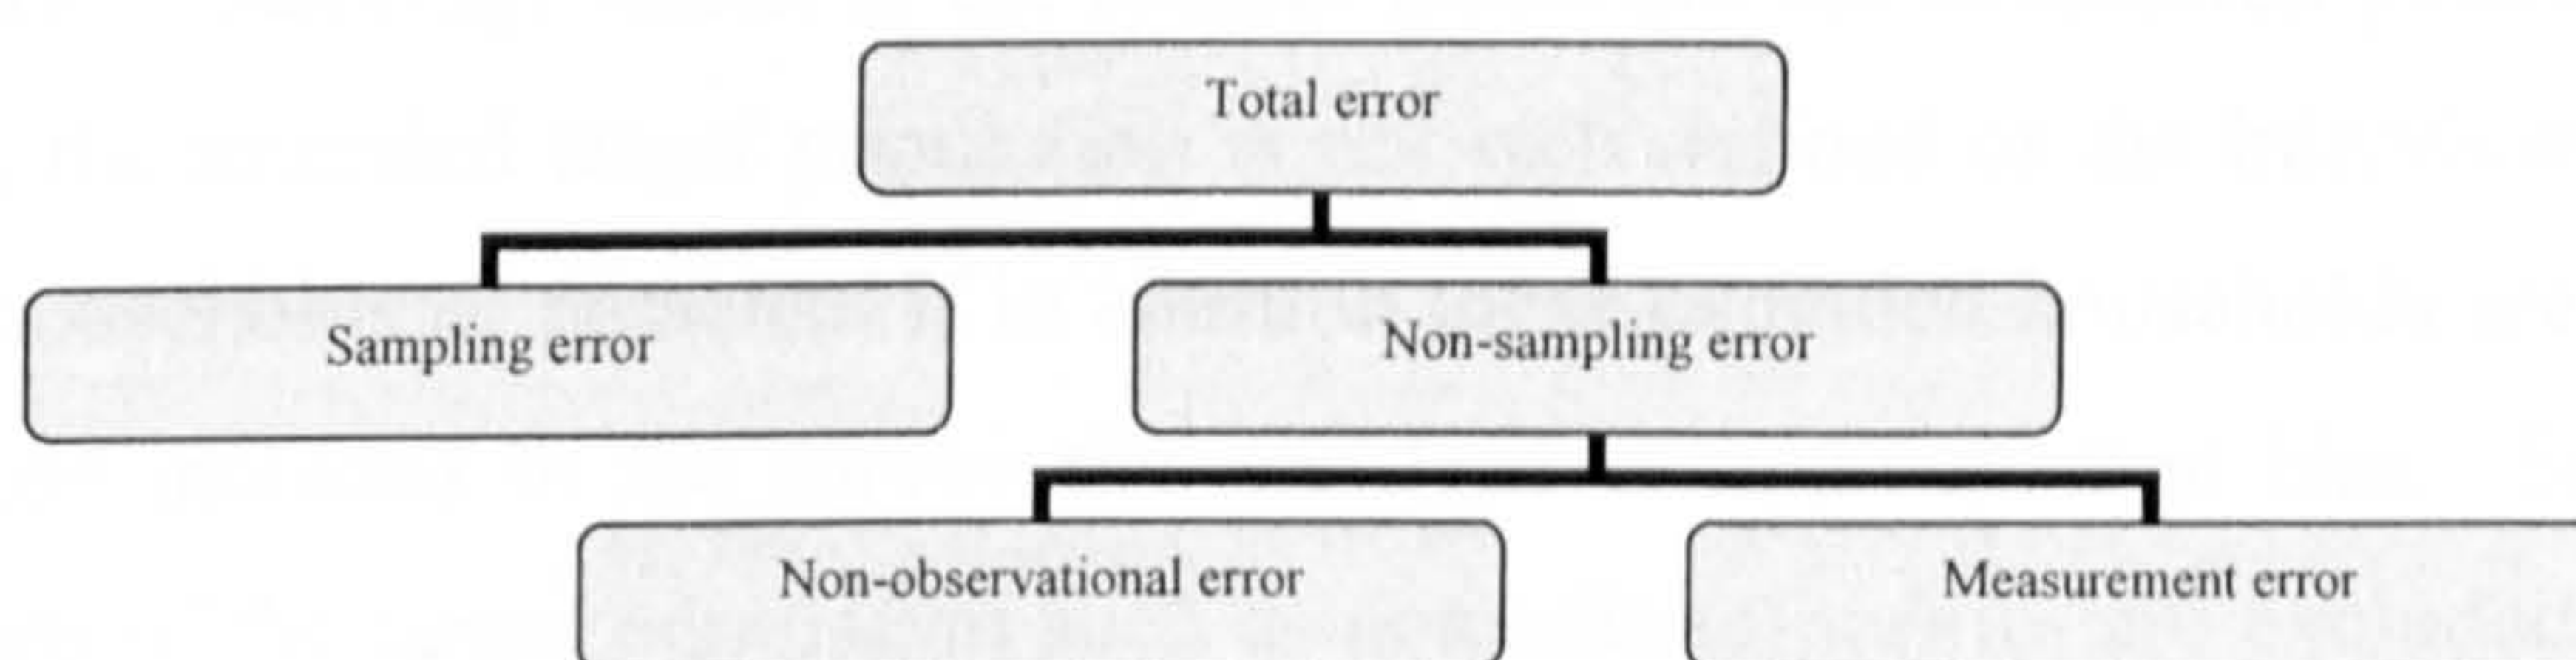 Total error
Sampling error
Non-sampling error
Non-observational error
Measurement error